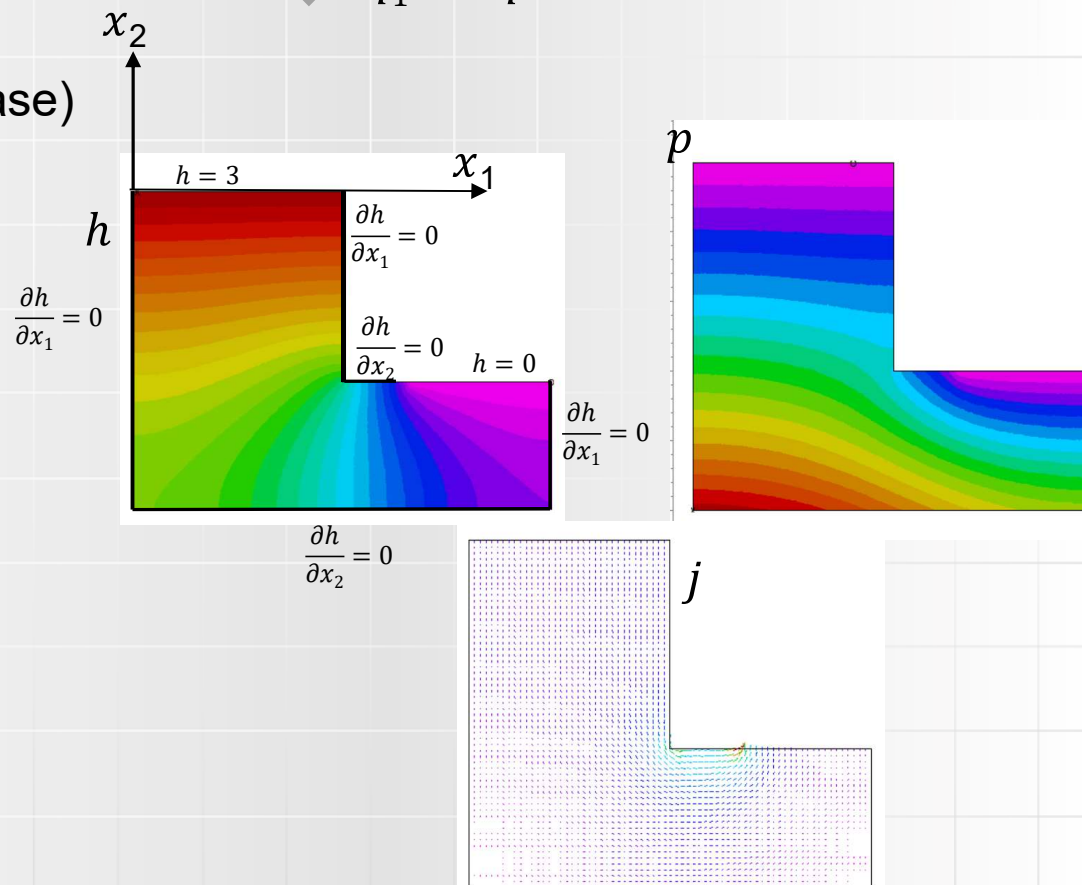 x₂
ase)
h = 3
x₁
h
∂h/∂x₁ = 0
∂h/∂x₁ = 0
∂h/∂x₂ = 0
h = 0
∂h/∂x₁ = 0
∂h/∂x₂ = 0
p
j